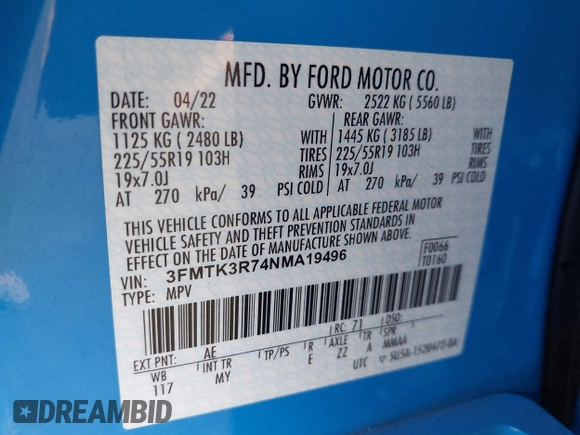 MFD. BY FORD MOTOR CO.
DATE: 04/22 GVWR: 2522 KG ( 5560 LB)
FRONT GAWR: REAR GAWR:
1125 KG ( 2480 LB) WITH 1445 KG ( 3185 LB) WITH
225/55R19 103H TIRES 225/55R19 103H TIRES
19x7.0J RIMS 19x7.0J RIMS
AT 270 kPa/ 39 PSI COLD AT 270 kPa/ 39 PSI COLD
THIS VEHICLE CONFORMS TO ALL APPLICABLE FEDERAL MOTOR
VEHICLE SAFETY AND THEFT PREVENTION STANDARDS IN
EFFECT ON THE DATE OF MANUFACTURE SHOWN ABOVE.
VIN: 3FMTK3R74NMA19496 F0066
TYPE: MPV T0160
EXT PNT: AE RC: 71 DSO:
WB INT TR TP/PS R AXLE TR SPR
117 MY E ZZ A MMAA
UTC 5U5A-1520472-BA
DREAMBID